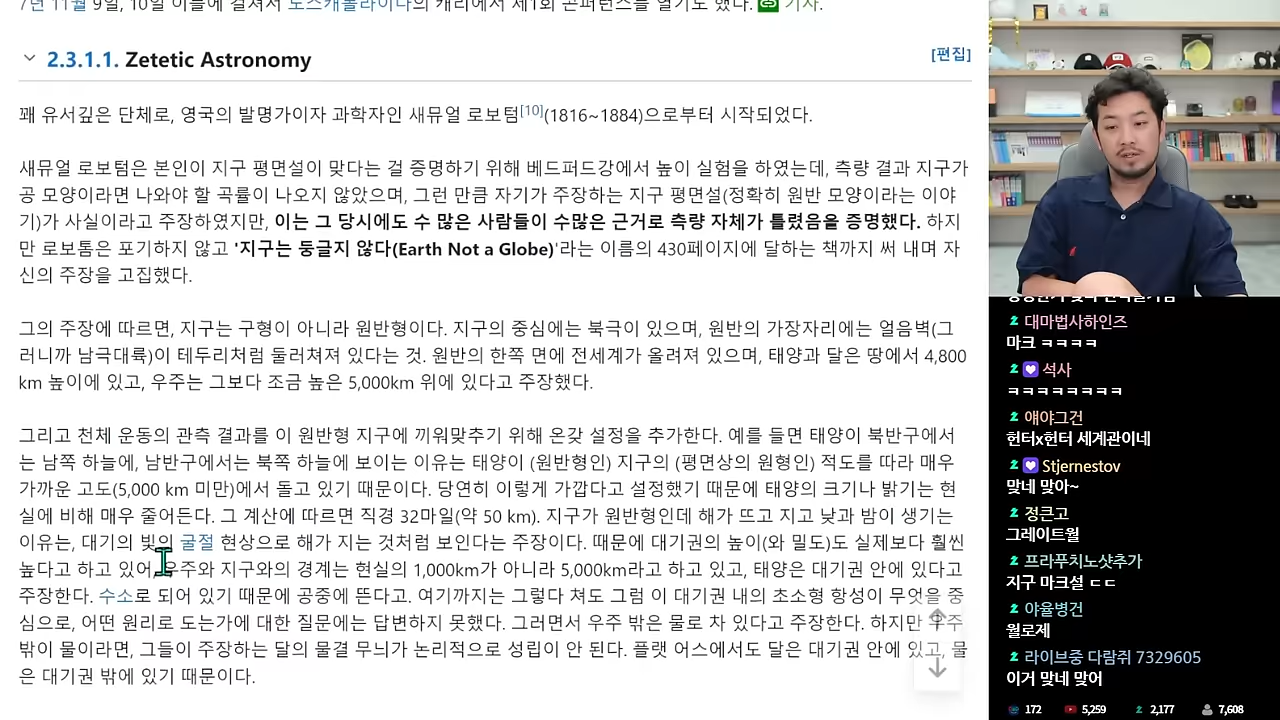 7년 11월 9일, 10일 이틀에 걸쳐서 노스캐롤라이나의 캐리에서 제1회 콘퍼런스를 열기도 했다. 기사.
2.3.1.1. Zetetic Astronomy
[편집]
꽤 유서깊은 단체로, 영국의 발명가이자 과학자인 새뮤얼 로보텀[10](1816~1884)으로부터 시작되었다.
새뮤얼 로보텀은 본인이 지구 평면설이 맞다는 걸 증명하기 위해 베드퍼드강에서 높이 실험을 하였는데, 측량 결과 지구가
공 모양이라면 나와야 할 곡률이 나오지 않았으며, 그런 만큼 자기가 주장하는 지구 평면설(정확히 원반 모양이라는 이야
기)가 사실이라고 주장하였지만, 이는 그 당시에도 수 많은 사람들이 수많은 근거로 측량 자체가 틀렸음을 증명했다. 하지
만 로보톰은 포기하지 않고 '지구는 둥글지 않다(Earth Not a Globe)'라는 이름의 430페이지에 달하는 책까지 써 내며 자
신의 주장을 고집했다.
그의 주장에 따르면, 지구는 구형이 아니라 원반형이다. 지구의 중심에는 북극이 있으며, 원반의 가장자리에는 얼음벽(그
러니까 남극대륙)이 테두리처럼 둘러쳐져 있다는 것. 원반의 한쪽 면에 전세계가 올려져 있으며, 태양과 달은 땅에서 4,800
km 높이에 있고, 우주는 그보다 조금 높은 5,000km 위에 있다고 주장했다.
그리고 천체 운동의 관측 결과를 이 원반형 지구에 끼워맞추기 위해 온갖 설정을 추가한다. 예를 들면 태양이 북반구에서
는 남쪽 하늘에, 남반구에서는 북쪽 하늘에 보이는 이유는 태양이 (원반형인) 지구의 (평면상의 원형인) 적도를 따라 매우
가까운 고도(5,000 km 미만)에서 돌고 있기 때문이다. 당연히 이렇게 가깝다고 설정했기 때문에 태양의 크기나 밝기는 현
실에 비해 매우 줄어든다. 그 계산에 따르면 직경 32마일(약 50 km). 지구가 원반형인데 해가 뜨고 지고 낮과 밤이 생기는
이유는, 대기의 빛의 굴절 현상으로 해가 지는 것처럼 보인다는 주장이다. 때문에 대기권의 높이(와 밀도)도 실제보다 훨씬
높다고 하고 있어, 우주와 지구와의 경계는 현실의 1,000km가 아니라 5,000km라고 하고 있고, 태양은 대기권 안에 있다고
주장한다. 수소로 되어 있기 때문에 공중에 뜬다고. 여기까지는 그렇다 쳐도 그럼 이 대기권 내의 초소형 항성이 무엇을 중
심으로, 어떤 원리로 도는가에 대한 질문에는 답변하지 못했다. 그러면서 우주 밖은 물로 차 있다고 주장한다. 하지만 우주
밖이 물이라면, 그들이 주장하는 달의 물결 무늬가 논리적으로 성립이 안 된다. 플랫 어스에서도 달은 대기권 안에 있고, 물
은 대기권 밖에 있기 때문이다.
대마법사하인즈
마크 ㅋㅋㅋㅋ
석사
ㅋㅋㅋㅋㅋㅋㅋㅋ
얘야그건
헌터x헌터 세계관이네
Stjernestov
맞네 맞아~
정큰고
그레이트월
프라푸치노샷추가
지구 마크설 ㄷㄷ
야율병건
월로제
라이브중 다람쥐 7329605
이거 맞네 맞어
172 5,259 2,177 7,608